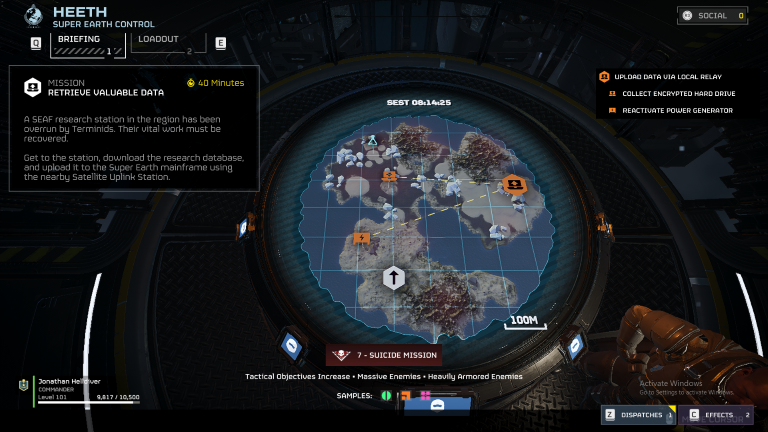 HEETH
SUPER EARTH CONTROL
SOCIAL 0
Q BRIEFING 1 LOADOUT 2 E
MISSION
RETRIEVE VALUABLE DATA
40 Minutes
A SEAF research station in the region has been
overrun by Terminids. Their vital work must be
recovered.
Get to the station, download the research database,
and upload it to the Super Earth mainframe using
the nearby Satellite Uplink Station.
UPLOAD DATA VIA LOCAL RELAY
COLLECT ENCRYPTED HARD DRIVE
REACTIVATE POWER GENERATOR
SEST 08:14:25
100M
7 - SUICIDE MISSION
Tactical Objectives Increase • Massive Enemies • Heavily Armored Enemies
SAMPLES:
Jonathan Helldiver
COMMANDER
Level 101 9,817 / 10,500
Activate Windows
Go to Settings to activate Windows.
Z DISPATCHES 1 C EFFECTS 2
CURSOR